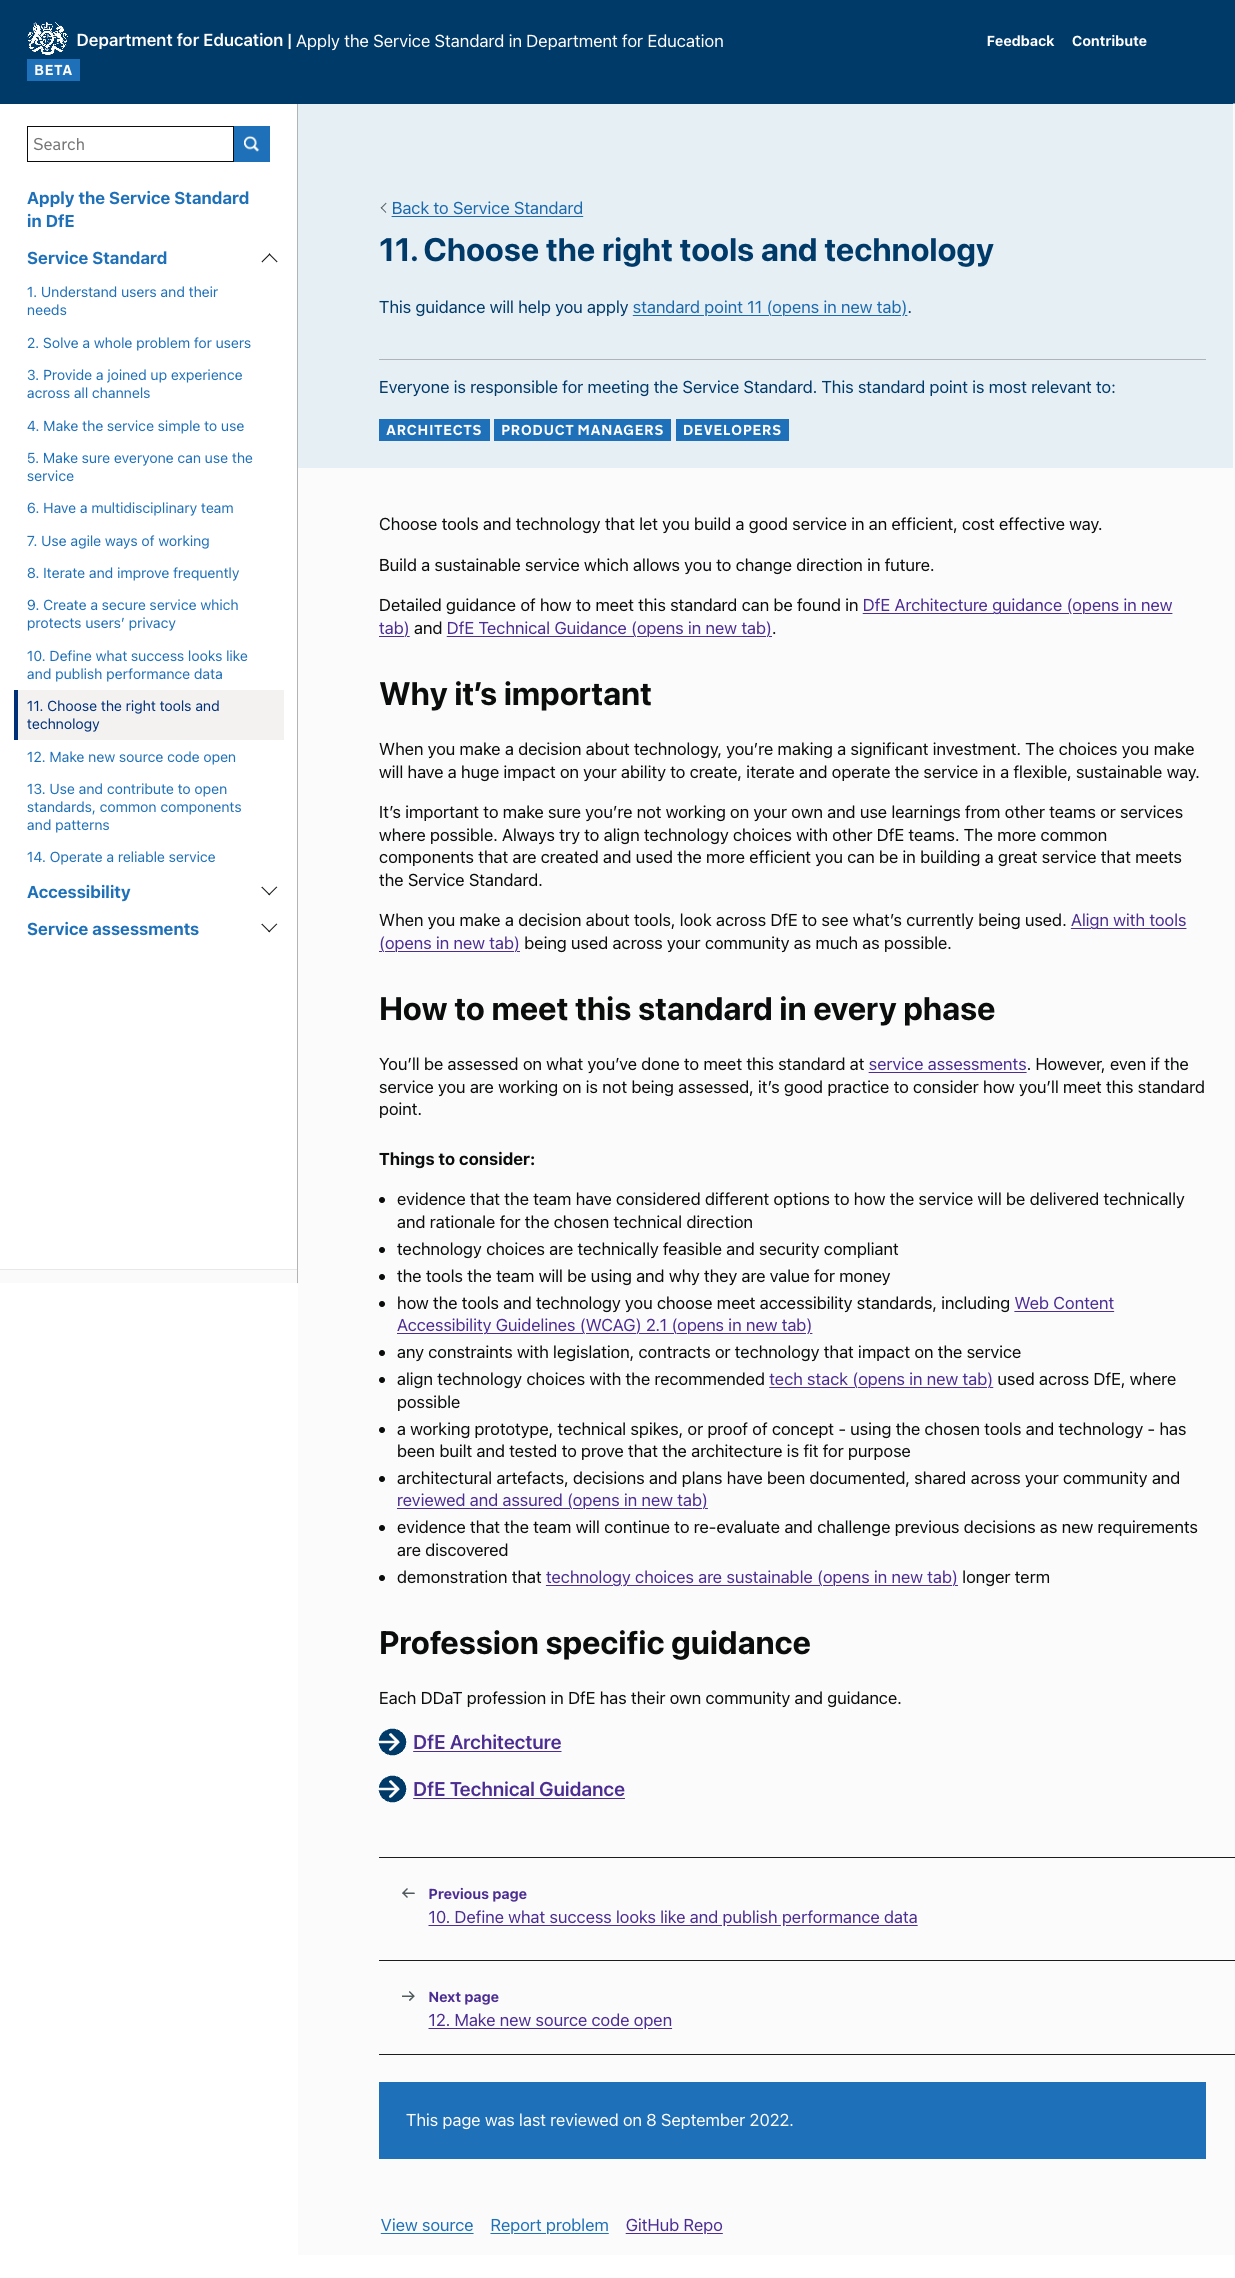 Department for Education | Apply the Service Standard in Department for Education
BETA
Feedback Contribute
Search
Apply the Service Standard
in DfE
Service Standard
1. Understand users and their
needs
2. Solve a whole problem for users
3. Provide a joined up experience
across all channels
4. Make the service simple to use
5. Make sure everyone can use the
service
6. Have a multidisciplinary team
7. Use agile ways of working
8. Iterate and improve frequently
9. Create a secure service which
protects users’ privacy
10. Define what success looks like
and publish performance data
11. Choose the right tools and
technology
12. Make new source code open
13. Use and contribute to open
standards, common components
and patterns
14. Operate a reliable service
Accessibility
Service assessments
Back to Service Standard
11. Choose the right tools and technology
This guidance will help you apply standard point 11 (opens in new tab).
Everyone is responsible for meeting the Service Standard. This standard point is most relevant to:
ARCHITECTS PRODUCT MANAGERS DEVELOPERS
Choose tools and technology that let you build a good service in an efficient, cost effective way.
Build a sustainable service which allows you to change direction in future.
Detailed guidance of how to meet this standard can be found in DfE Architecture guidance (opens in new
tab) and DfE Technical Guidance (opens in new tab).
Why it’s important
When you make a decision about technology, you’re making a significant investment. The choices you make
will have a huge impact on your ability to create, iterate and operate the service in a flexible, sustainable way.
It’s important to make sure you’re not working on your own and use learnings from other teams or services
where possible. Always try to align technology choices with other DfE teams. The more common
components that are created and used the more efficient you can be in building a great service that meets
the Service Standard.
When you make a decision about tools, look across DfE to see what’s currently being used. Align with tools
(opens in new tab) being used across your community as much as possible.
How to meet this standard in every phase
You’ll be assessed on what you’ve done to meet this standard at service assessments. However, even if the
service you are working on is not being assessed, it’s good practice to consider how you’ll meet this standard
point.
Things to consider:
• evidence that the team have considered different options to how the service will be delivered technically
and rationale for the chosen technical direction
• technology choices are technically feasible and security compliant
• the tools the team will be using and why they are value for money
• how the tools and technology you choose meet accessibility standards, including Web Content
Accessibility Guidelines (WCAG) 2.1 (opens in new tab)
• any constraints with legislation, contracts or technology that impact on the service
• align technology choices with the recommended tech stack (opens in new tab) used across DfE, where
possible
• a working prototype, technical spikes, or proof of concept - using the chosen tools and technology - has
been built and tested to prove that the architecture is fit for purpose
• architectural artefacts, decisions and plans have been documented, shared across your community and
reviewed and assured (opens in new tab)
• evidence that the team will continue to re-evaluate and challenge previous decisions as new requirements
are discovered
• demonstration that technology choices are sustainable (opens in new tab) longer term
Profession specific guidance
Each DDaT profession in DfE has their own community and guidance.
DfE Architecture
DfE Technical Guidance
Previous page
10. Define what success looks like and publish performance data
Next page
12. Make new source code open
This page was last reviewed on 8 September 2022.
View source Report problem GitHub Repo